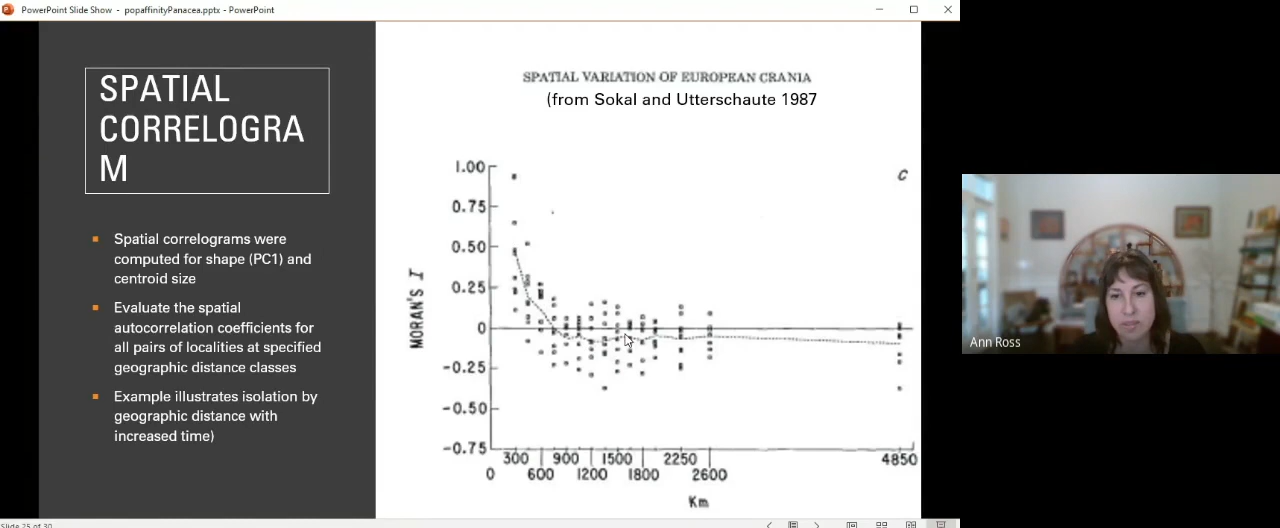 PowerPoint Slide Show - popaffinityPanacea.pptx - PowerPoint
SPATIAL
CORRELOGRA
M
▪ Spatial correlograms were
computed for shape (PC1) and
centroid size
▪ Evaluate the spatial
autocorrelation coefficients for
all pairs of localities at specified
geographic distance classes
▪ Example illustrates isolation by
geographic distance with
increased time)
SPATIAL VARIATION OF EUROPEAN CRANIA
(from Sokal and Utterschaute 1987
C
MORAN'S I
1.00
0.75
0.50
0.25
0
-0.25
-0.50
-0.75
300 900 1500 2250 4850
0 600 1200 1800 2600
Km
Slide 25 of 30
Ann Ross